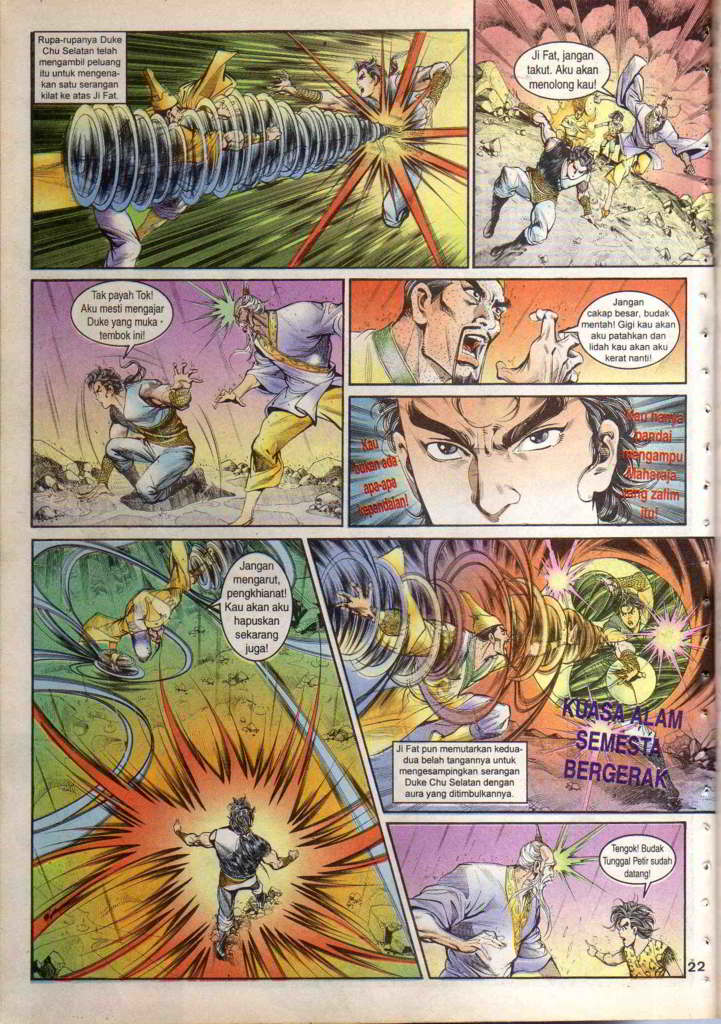 Rupa-rupanya Duke
Chu Selatan telah
mengambil peluang
itu untuk mengena-
kan satu serangan
kilat ke atas Ji Fat.
Ji Fat, jangan
takut. Aku akan
menolong kau!
Tak payah Tok!
Aku mesti mengajar
Duke yang muka -
tembok ini!
Jangan
cakap besar, budak
mentah! Gigi kau akan
aku patahkan dan
lidah kau akan aku
kerat nanti!
Kau
bukan ada
apa-apa
kepandaian!
Kau hanya
pandai
mengampu
Maharaja
yang zalim
itu!
Jangan
mengarut,
pengkhianat!
Kau akan aku
hapuskan
sekarang
juga!
KUASA ALAM
SEMESTA
BERGERAK
Ji Fat pun memutarkan kedua-
dua belah tangannya untuk
mengesampingkan serangan
Duke Chu Selatan dengan
aura yang ditimbulkannya.
Tengok! Budak
Tunggal Petir sudah
datang!
22